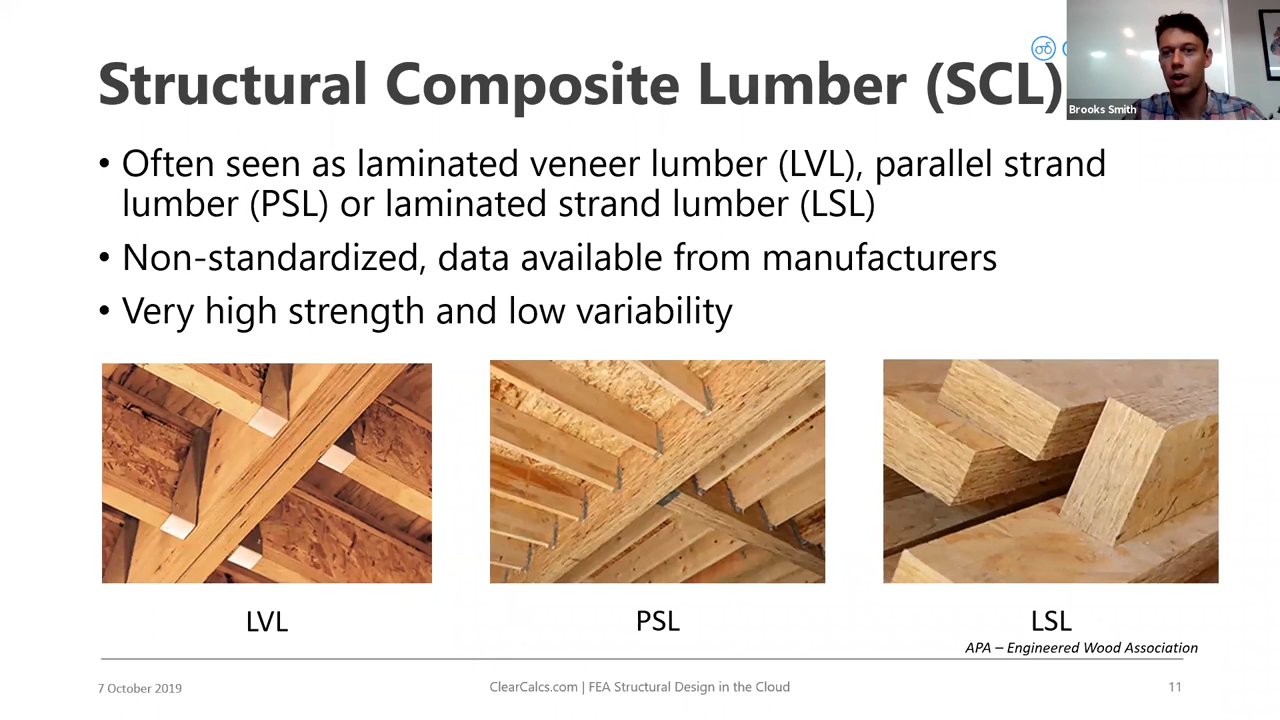 Structural Composite Lumber (SCL)
Brooks Smith
• Often seen as laminated veneer lumber (LVL), parallel strand
lumber (PSL) or laminated strand lumber (LSL)
• Non-standardized, data available from manufacturers
• Very high strength and low variability
LVL
PSL
LSL
APA – Engineered Wood Association
7 October 2019
ClearCalcs.com | FEA Structural Design in the Cloud
11